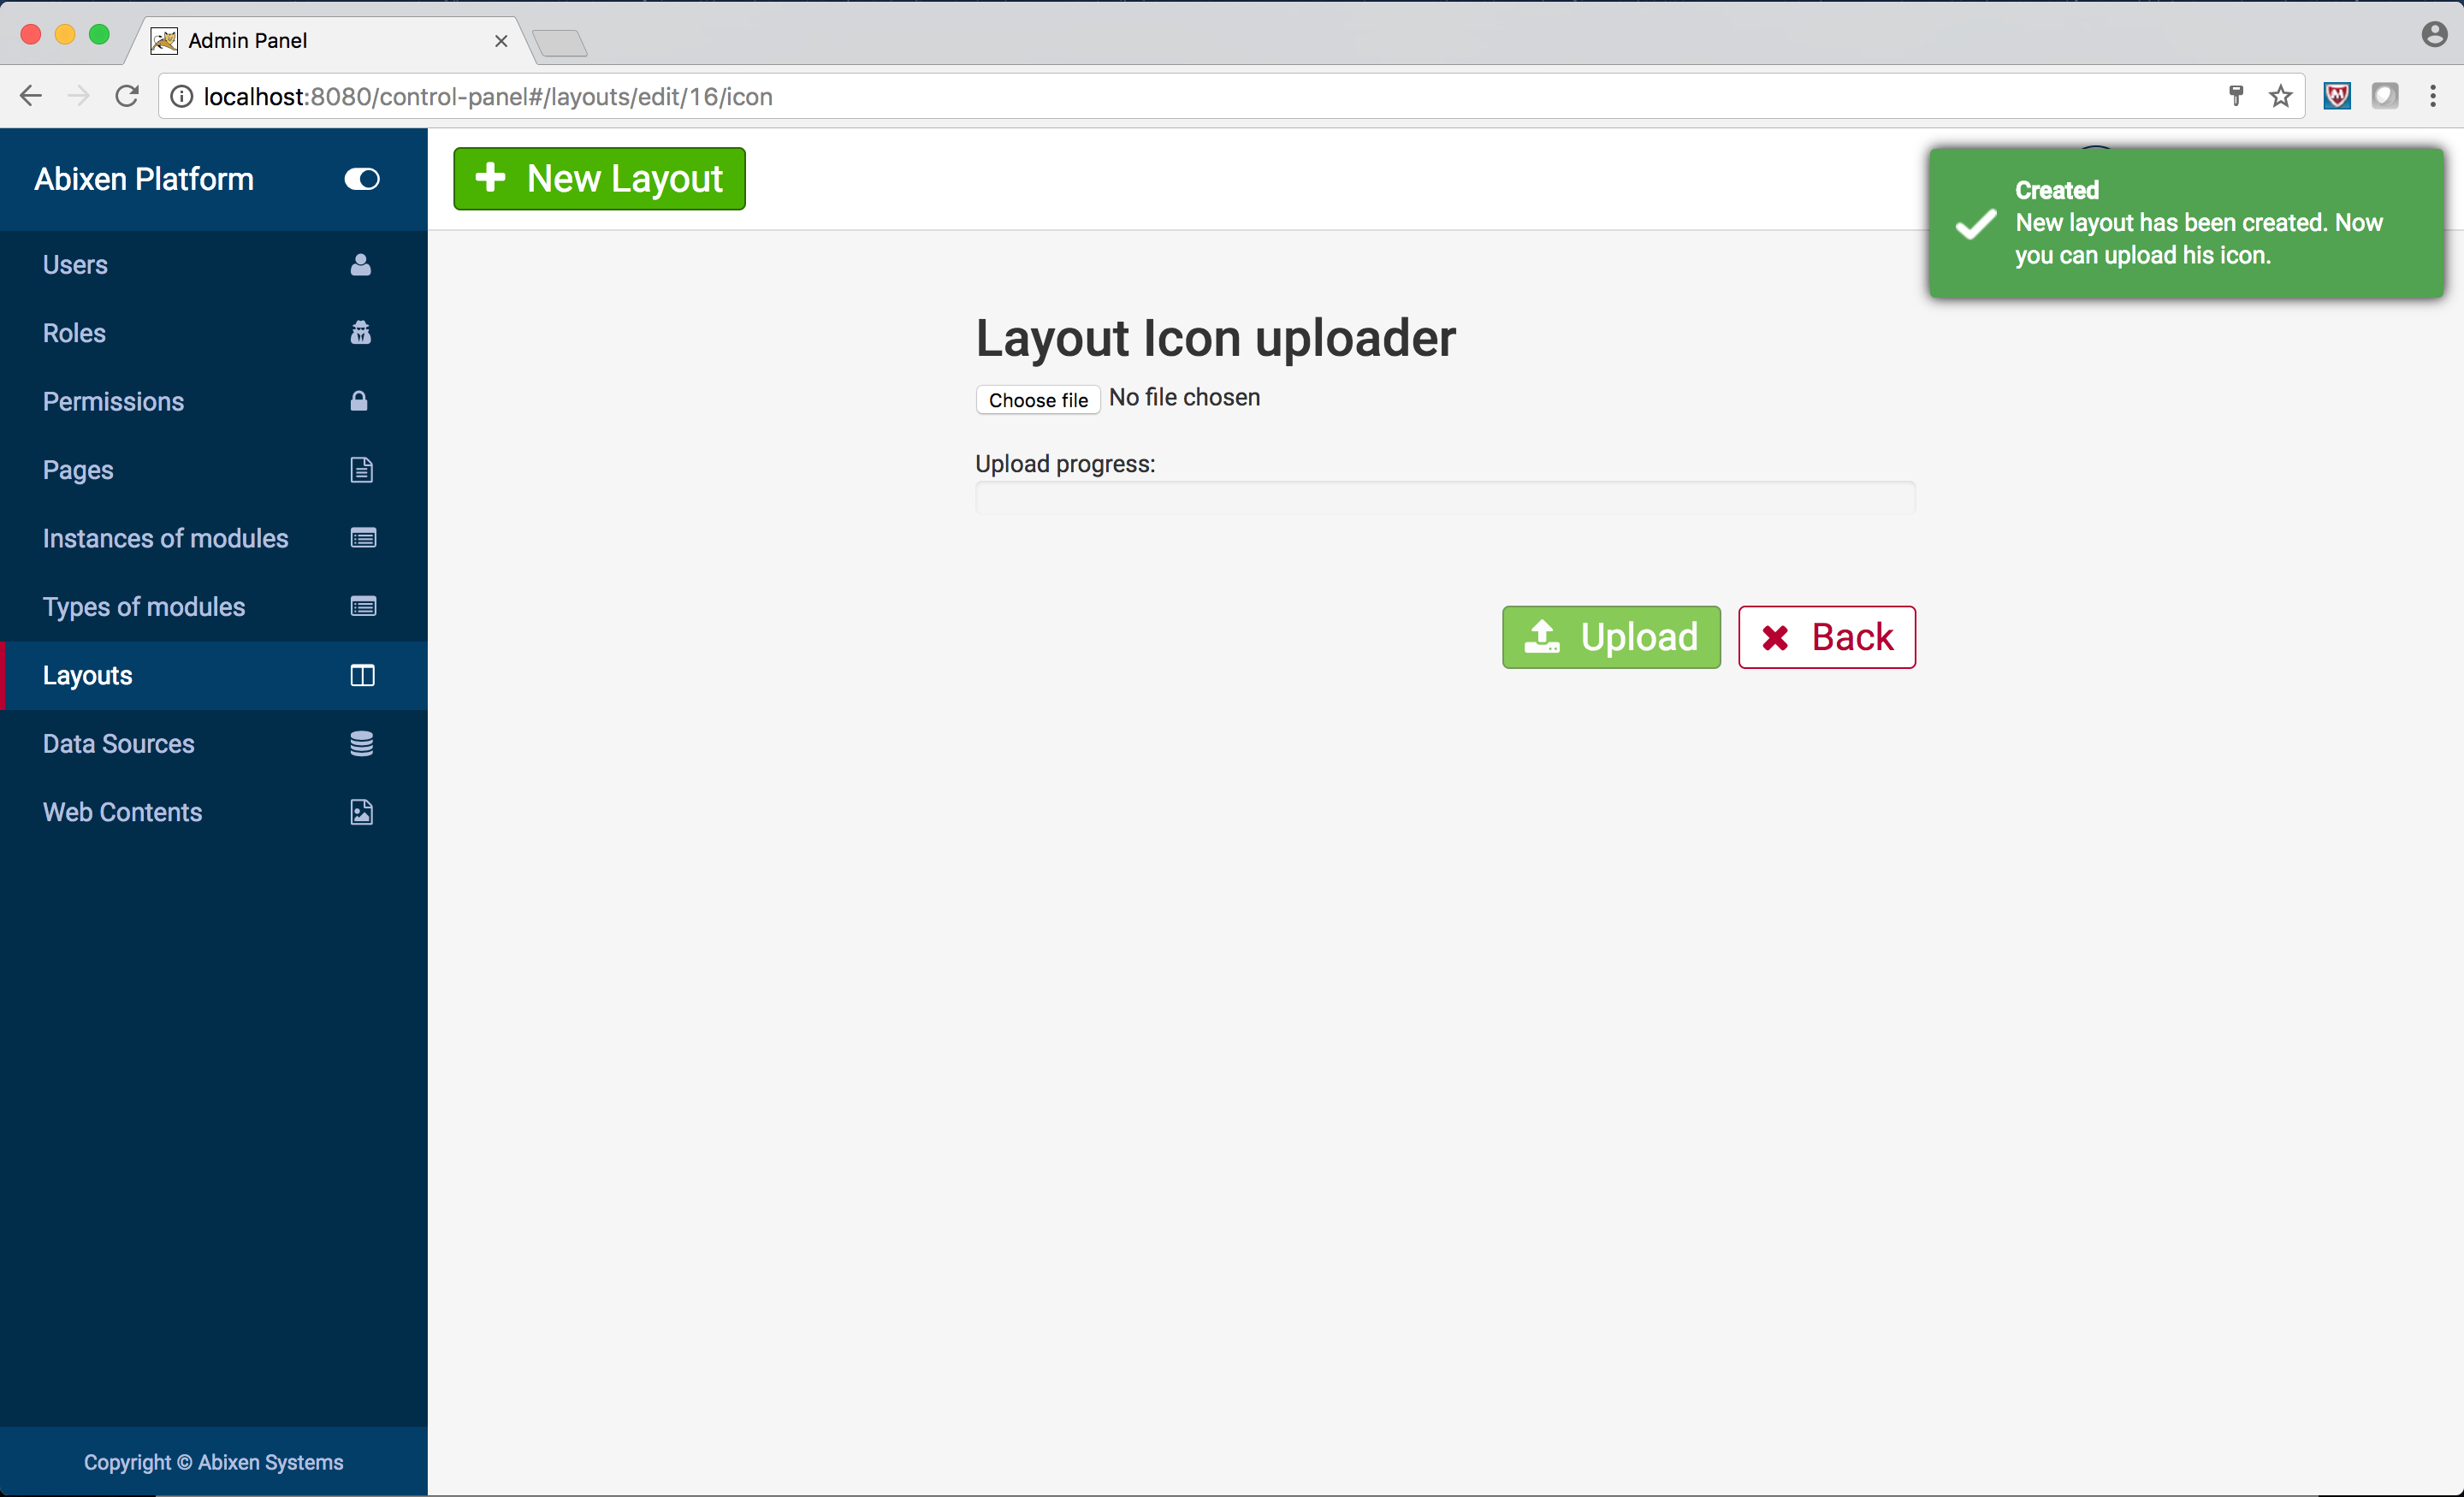 Admin Panel
localhost:8080/control-panel#/layouts/edit/16/icon
Abixen Platform
New Layout
Created
New layout has been created. Now
you can upload his icon.
Users
Roles
Permissions
Pages
Instances of modules
Types of modules
Layouts
Data Sources
Web Contents
Layout Icon uploader
Choose file No file chosen
Upload progress:
Upload
Back
Copyright © Abixen Systems